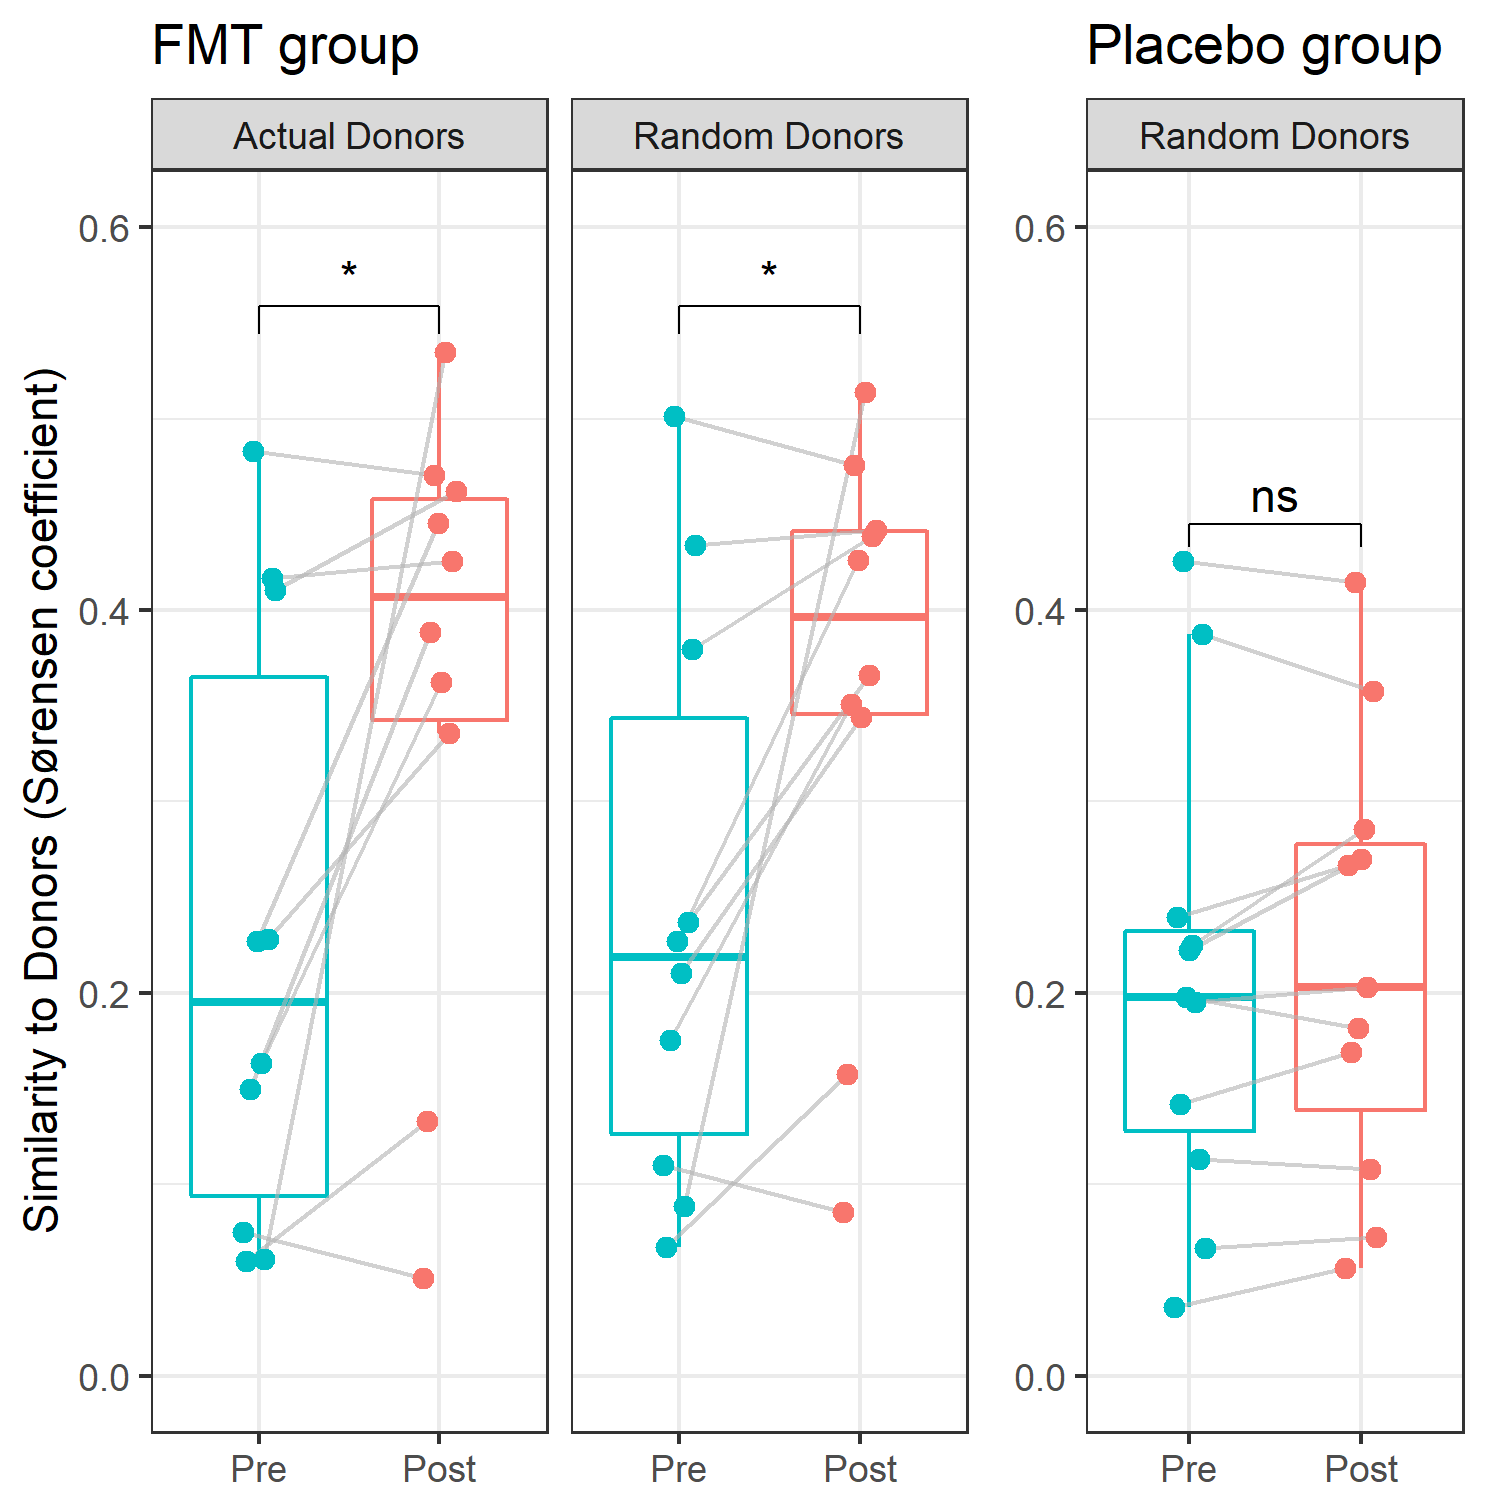 FMT group
Placebo group
Actual Donors
Random Donors
Random Donors
Similarity to Donors (Sørensen coefficient)
0.6
0.4
0.2
0.0
*
*
0.6
0.4
0.2
0.0
ns
Pre
Post
Pre
Post
Pre
Post